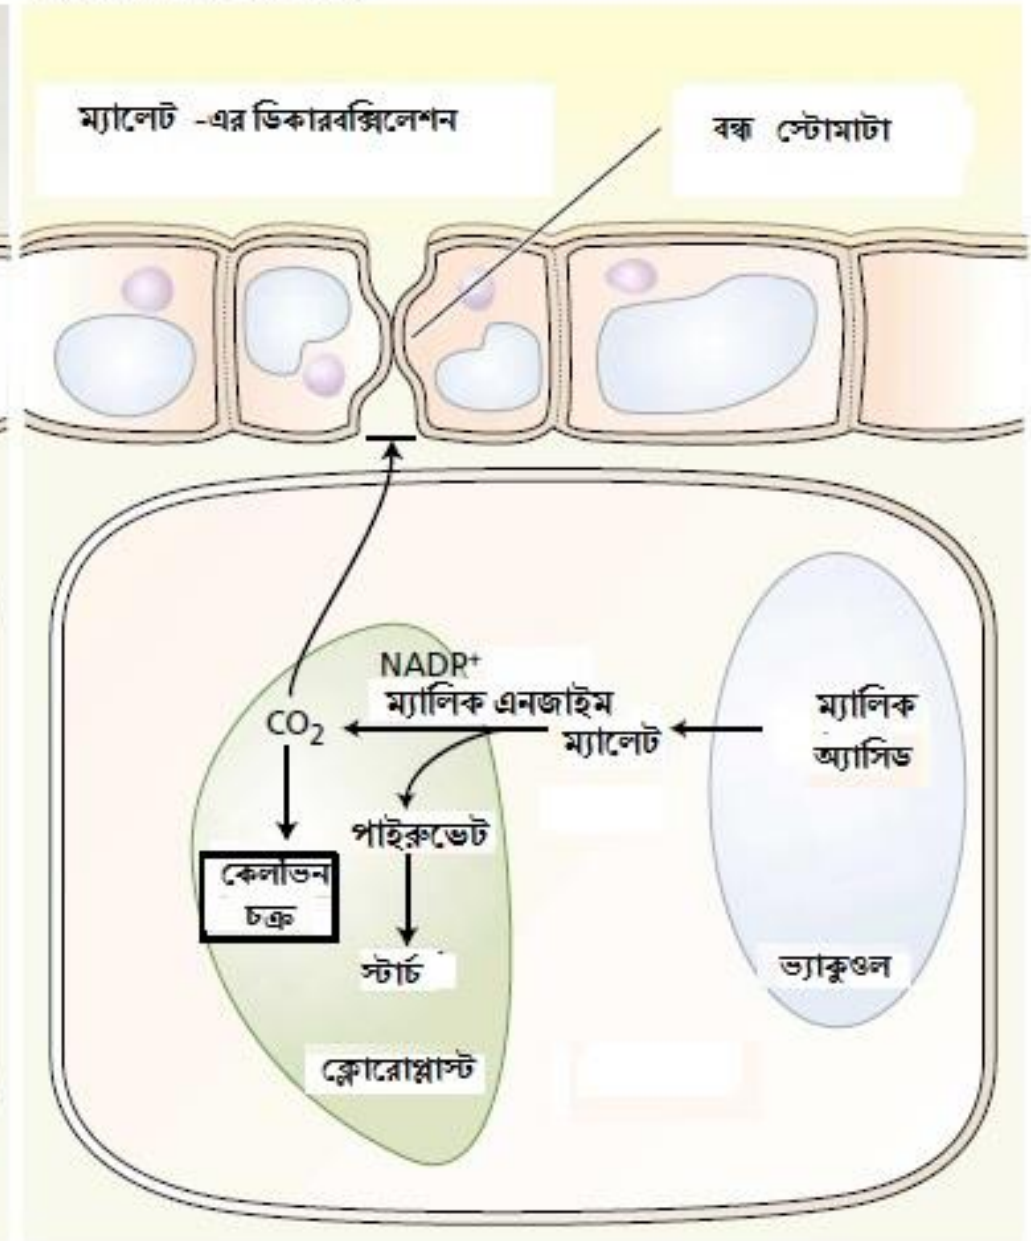 ম্যালেট -এর ডিকারবক্সিলেশন
বন্ধ স্টোমাটা
NADP⁺
ম্যালিক এনজাইম
CO₂
ম্যালেট
ম্যালিক
অ্যাসিড
পাইরুভেট
কেলভিন
চক্র
স্টার্চ
ভ্যাকুওল
ক্লোরোপ্লাস্ট